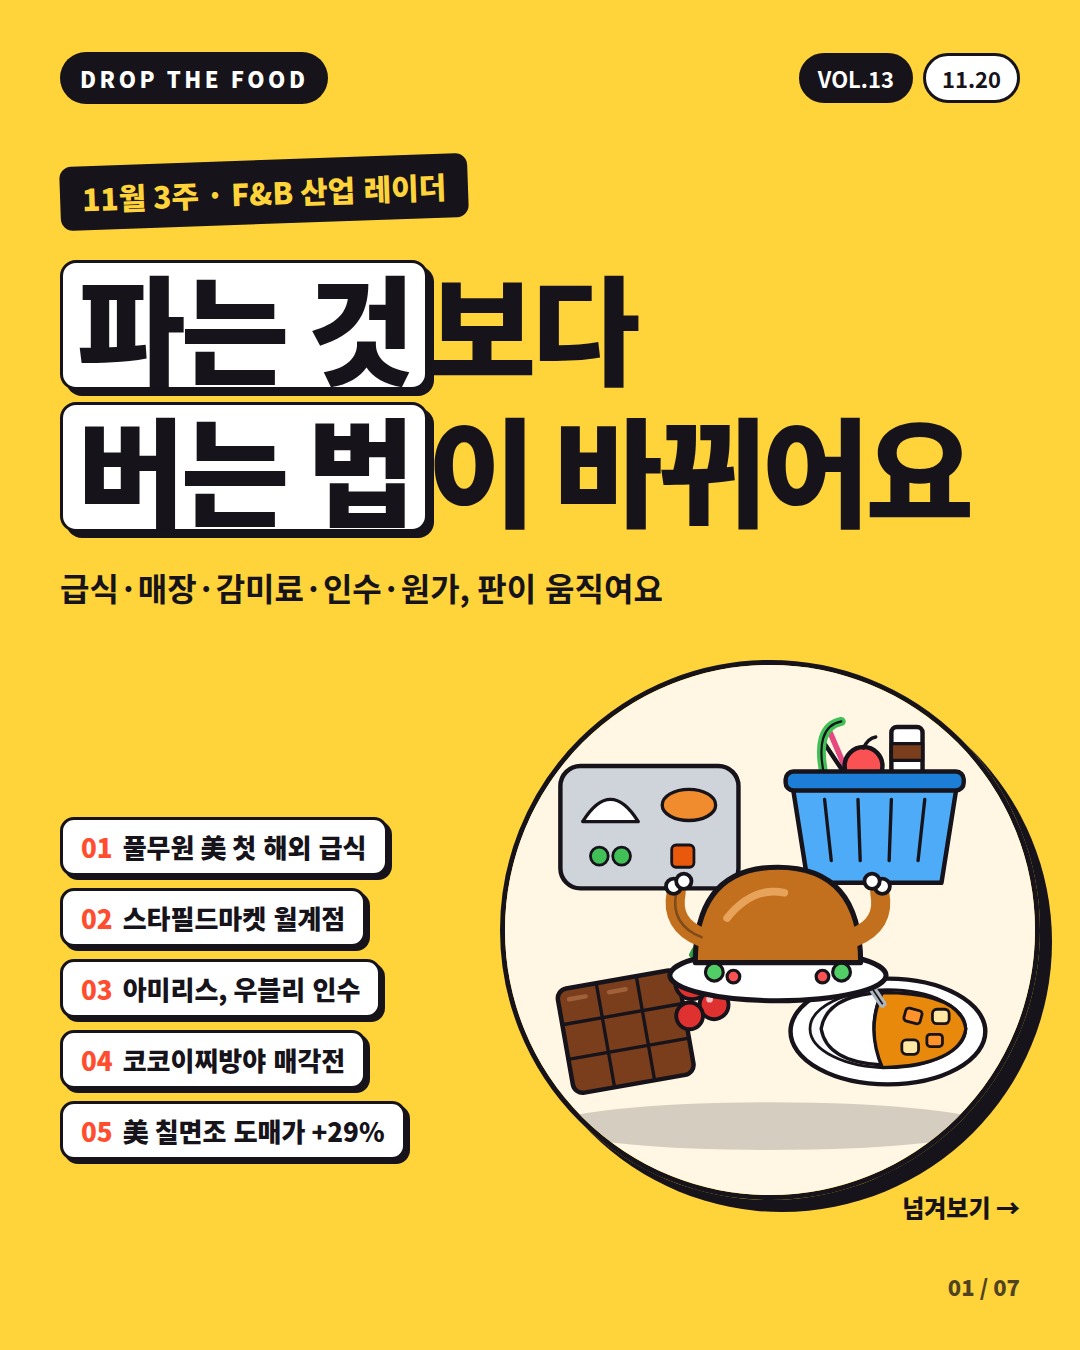 DROP THE FOOD
VOL.13
11.20
11월 3주 · F&B 산업 레이더
파는 것보다
버는 법이 바뀌어요
급식·매장·감미료·인수·원가, 판이 움직여요
01 풀무원 美 첫 해외 급식
02 스타필드마켓 월계점
03 아미리스, 우블리 인수
04 코코이찌방야 매각전
05 美 칠면조 도매가 +29%
넘겨보기 →
01 / 07